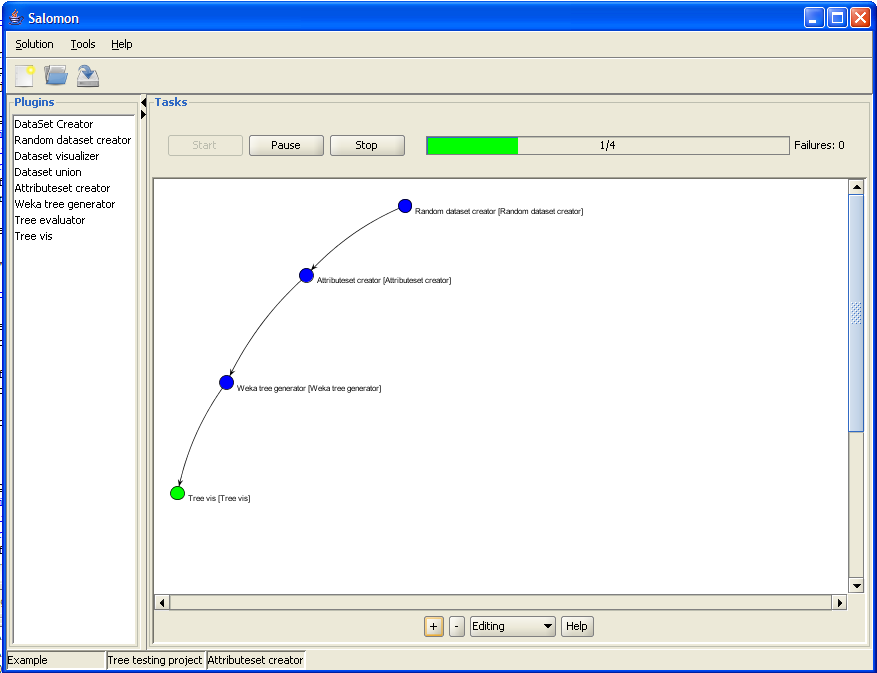 Salomon
Solution Tools Help
Plugins
Tasks
DataSet Creator
Random dataset creator
Dataset visualizer
Dataset union
Attributeset creator
Weka tree generator
Tree evaluator
Tree vis
Start Pause Stop 1/4 Failures: 0
Random dataset creator [Random dataset creator]
Attributeset creator [Attributeset creator]
Weka tree generator [Weka tree generator]
Tree vis [Tree vis]
+ - Editing Help
Example Tree testing project Attributeset creator